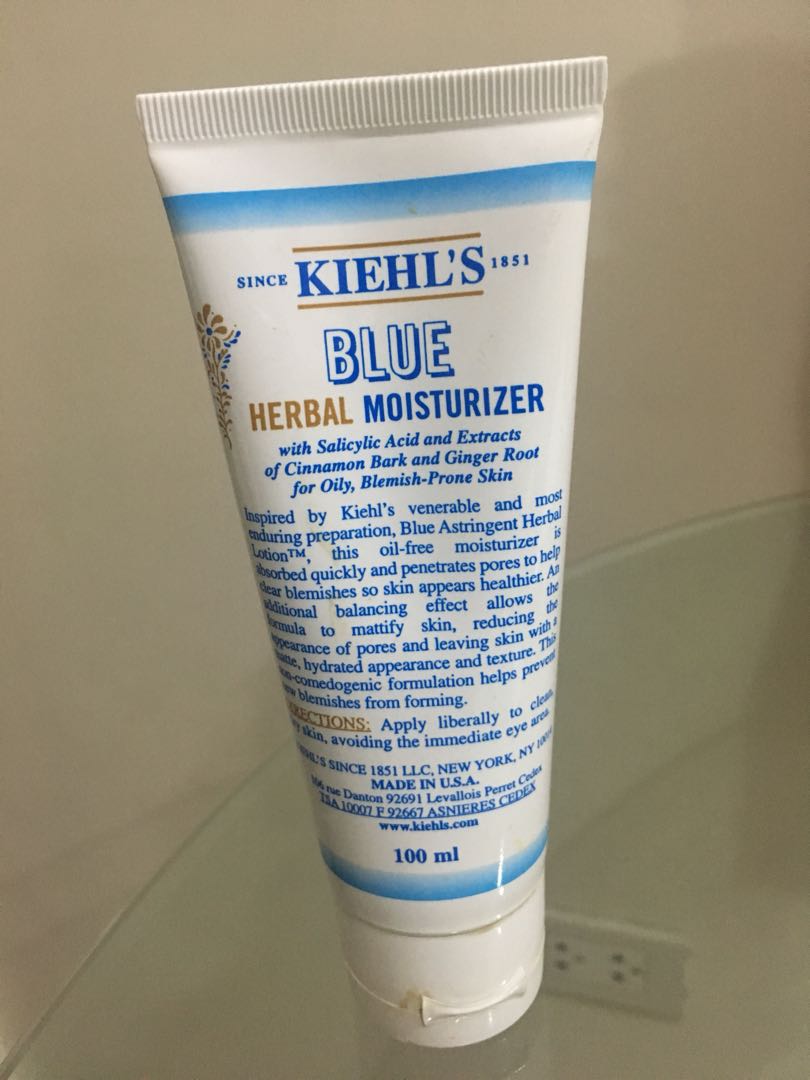 SINCE KIEHL'S 1851
BLUE
HERBAL MOISTURIZER
with Salicylic Acid and Extracts
of Cinnamon Bark and Ginger Root
for Oily, Blemish-Prone Skin
Inspired by Kiehl's venerable and most
enduring preparation, Blue Astringent Herbal
Lotion™, this oil-free moisturizer is
absorbed quickly and penetrates pores to help
clear blemishes so skin appears healthier. An
additional balancing effect allows the
formula to mattify skin, reducing the
appearance of pores and leaving skin with a
matte, hydrated appearance and texture. This
non-comedogenic formulation helps prevent
new blemishes from forming.
DIRECTIONS: Apply liberally to clean,
skin, avoiding the immediate eye area.
KIEHL'S SINCE 1851 LLC, NEW YORK, NY
MADE IN U.S.A.
rue Danton 92691 Levallois Perret Cedex
TSA 10007 F 92667 ASNIERES CEDEX
www.kiehls.com
100 ml